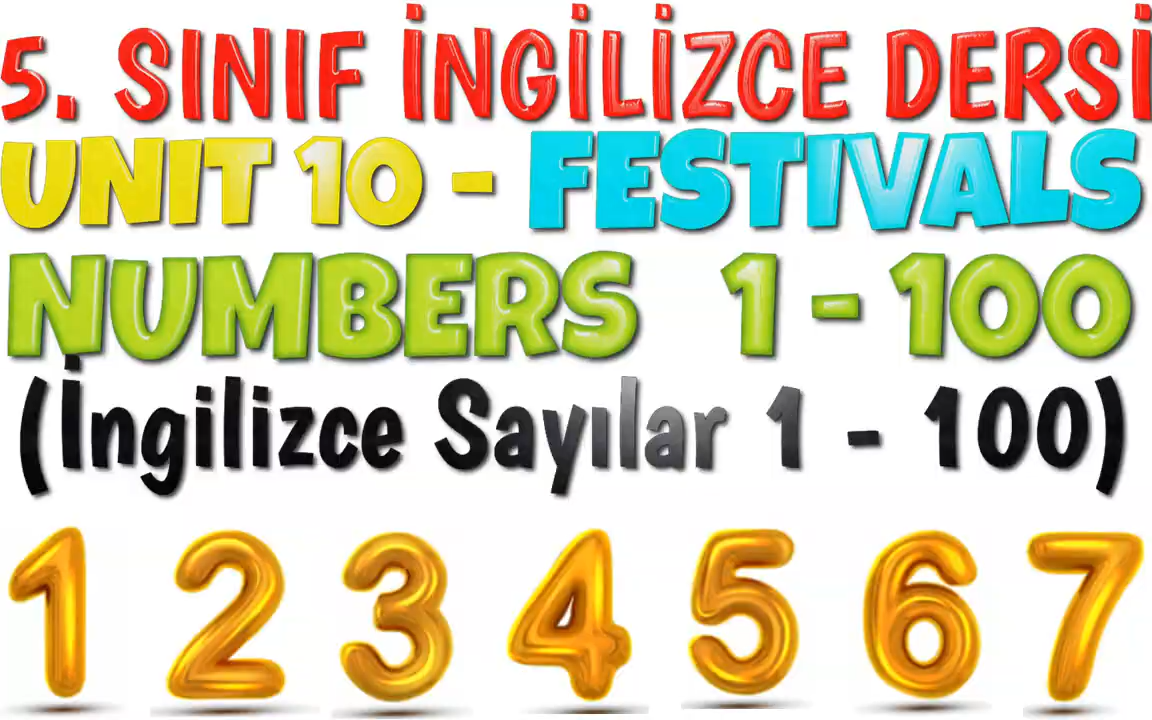 5. SINIF İNGİLİZCE DERSİ
UNIT 10 - FESTIVALS
NUMBERS 1 - 100
(İngilizce Sayılar 1 - 100)
1 2 3 4 5 6 7